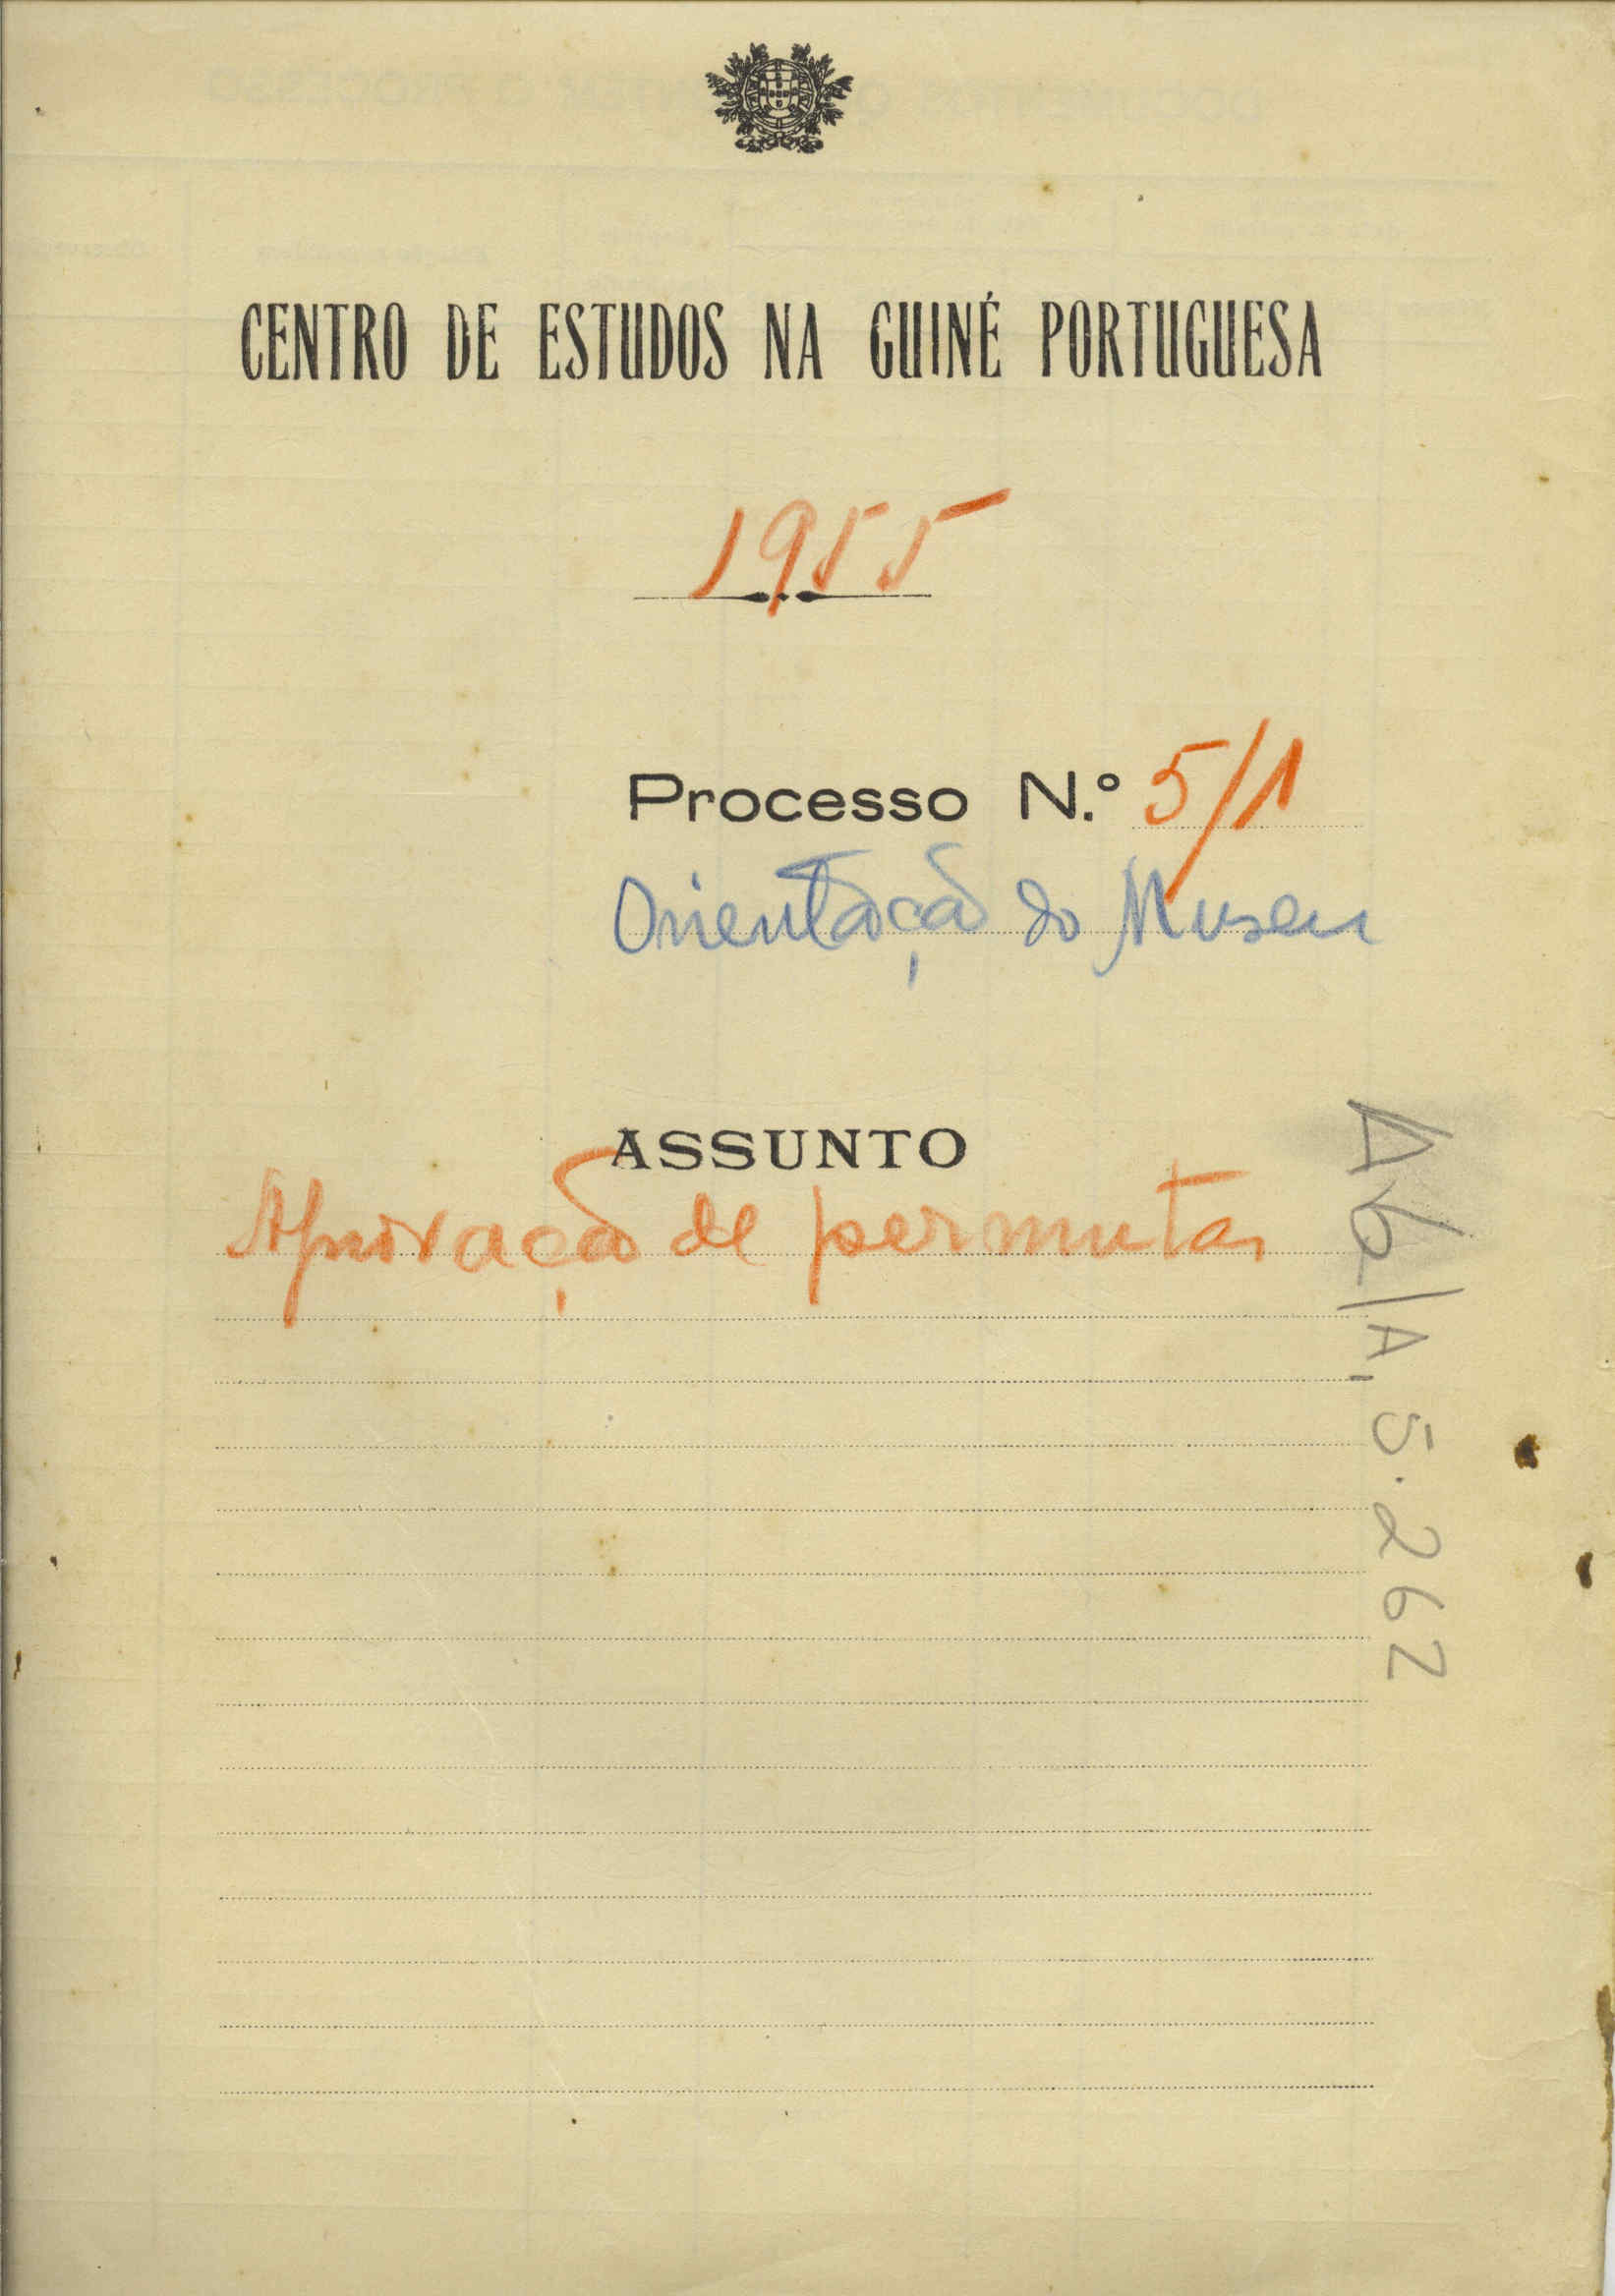 CENTRO DE ESTUDOS NA GUINÉ PORTUGUESA
1955
Processo N.º 5/1
Orientação do Museu
ASSUNTO
Aprovação de permutas
A6/A. 5.262